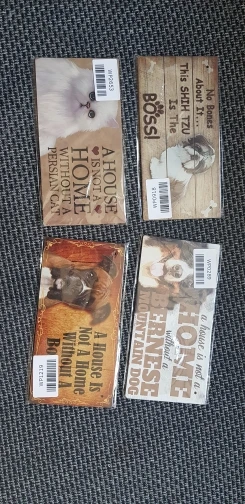 A HOUSE
IS NOT A
HOME
WITHOUT A
PERSIAN CAT
No Bones
About It...
This SHIH TZU
Is The
BOSS!
A House Is
Not A Home
Without A
a house is not a
HOME
without a
MOUNTAIN DOG